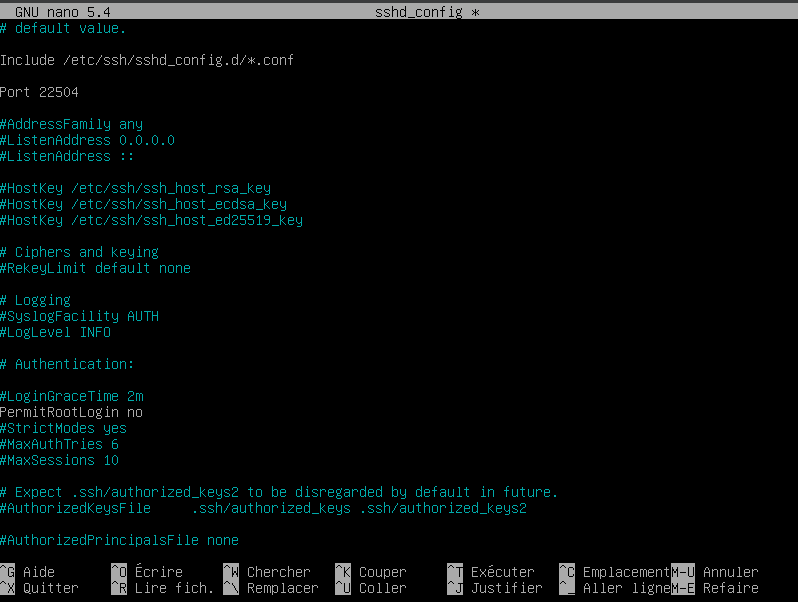 GNU nano 5.4 sshd_config *
# default value.
Include /etc/ssh/sshd_config.d/*.conf
Port 22504
#AddressFamily any
#ListenAddress 0.0.0.0
#ListenAddress ::
#HostKey /etc/ssh/ssh_host_rsa_key
#HostKey /etc/ssh/ssh_host_ecdsa_key
#HostKey /etc/ssh/ssh_host_ed25519_key
# Ciphers and keying
#RekeyLimit default none
# Logging
#SyslogFacility AUTH
#LogLevel INFO
# Authentication:
#LoginGraceTime 2m
PermitRootLogin no
#StrictModes yes
#MaxAuthTries 6
#MaxSessions 10
# Expect .ssh/authorized_keys2 to be disregarded by default in future.
#AuthorizedKeysFile .ssh/authorized_keys .ssh/authorized_keys2
#AuthorizedPrincipalsFile none
^G Aide ^O Écrire ^W Chercher ^K Couper ^T Exécuter ^C Emplacement M-U Annuler
^X Quitter ^R Lire fich. ^\ Remplacer ^U Coller ^J Justifier ^_ Aller ligne M-E Refaire